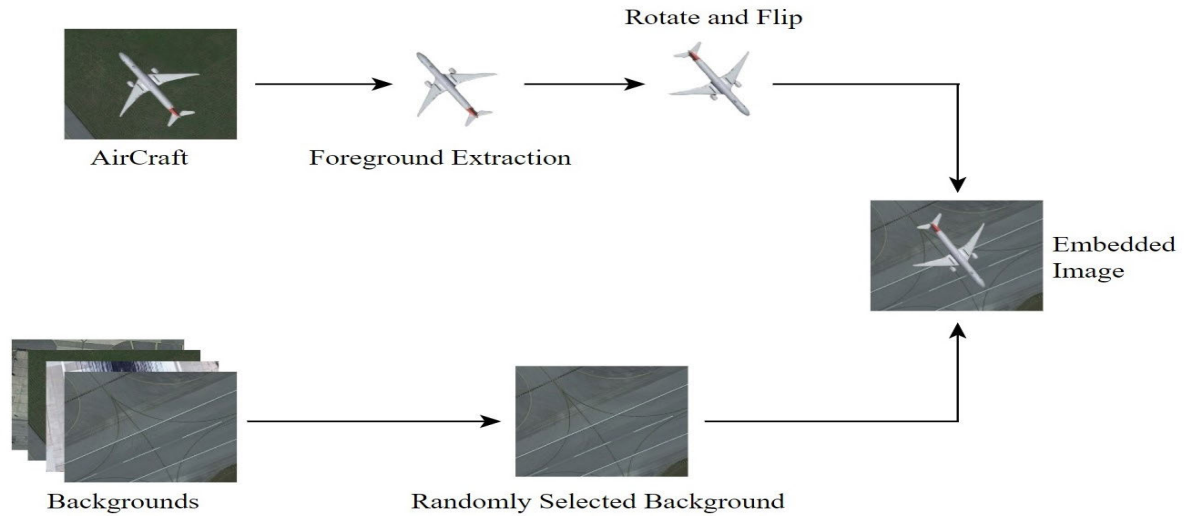 Rotate and Flip
AirCraft
Foreground Extraction
Embedded
Image
Backgrounds
Randomly Selected Background